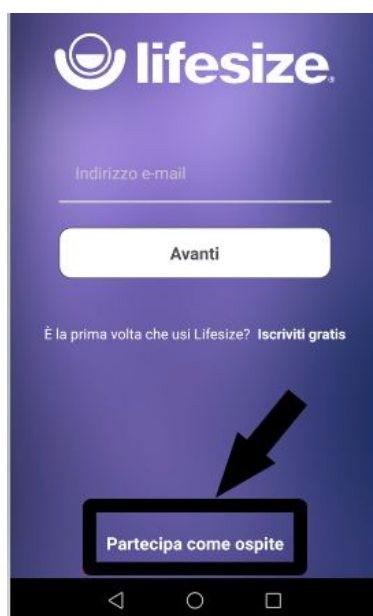 lifesize.
Indirizzo e-mail
Avanti
È la prima volta che usi Lifesize? Iscriviti gratis
Partecipa come ospite